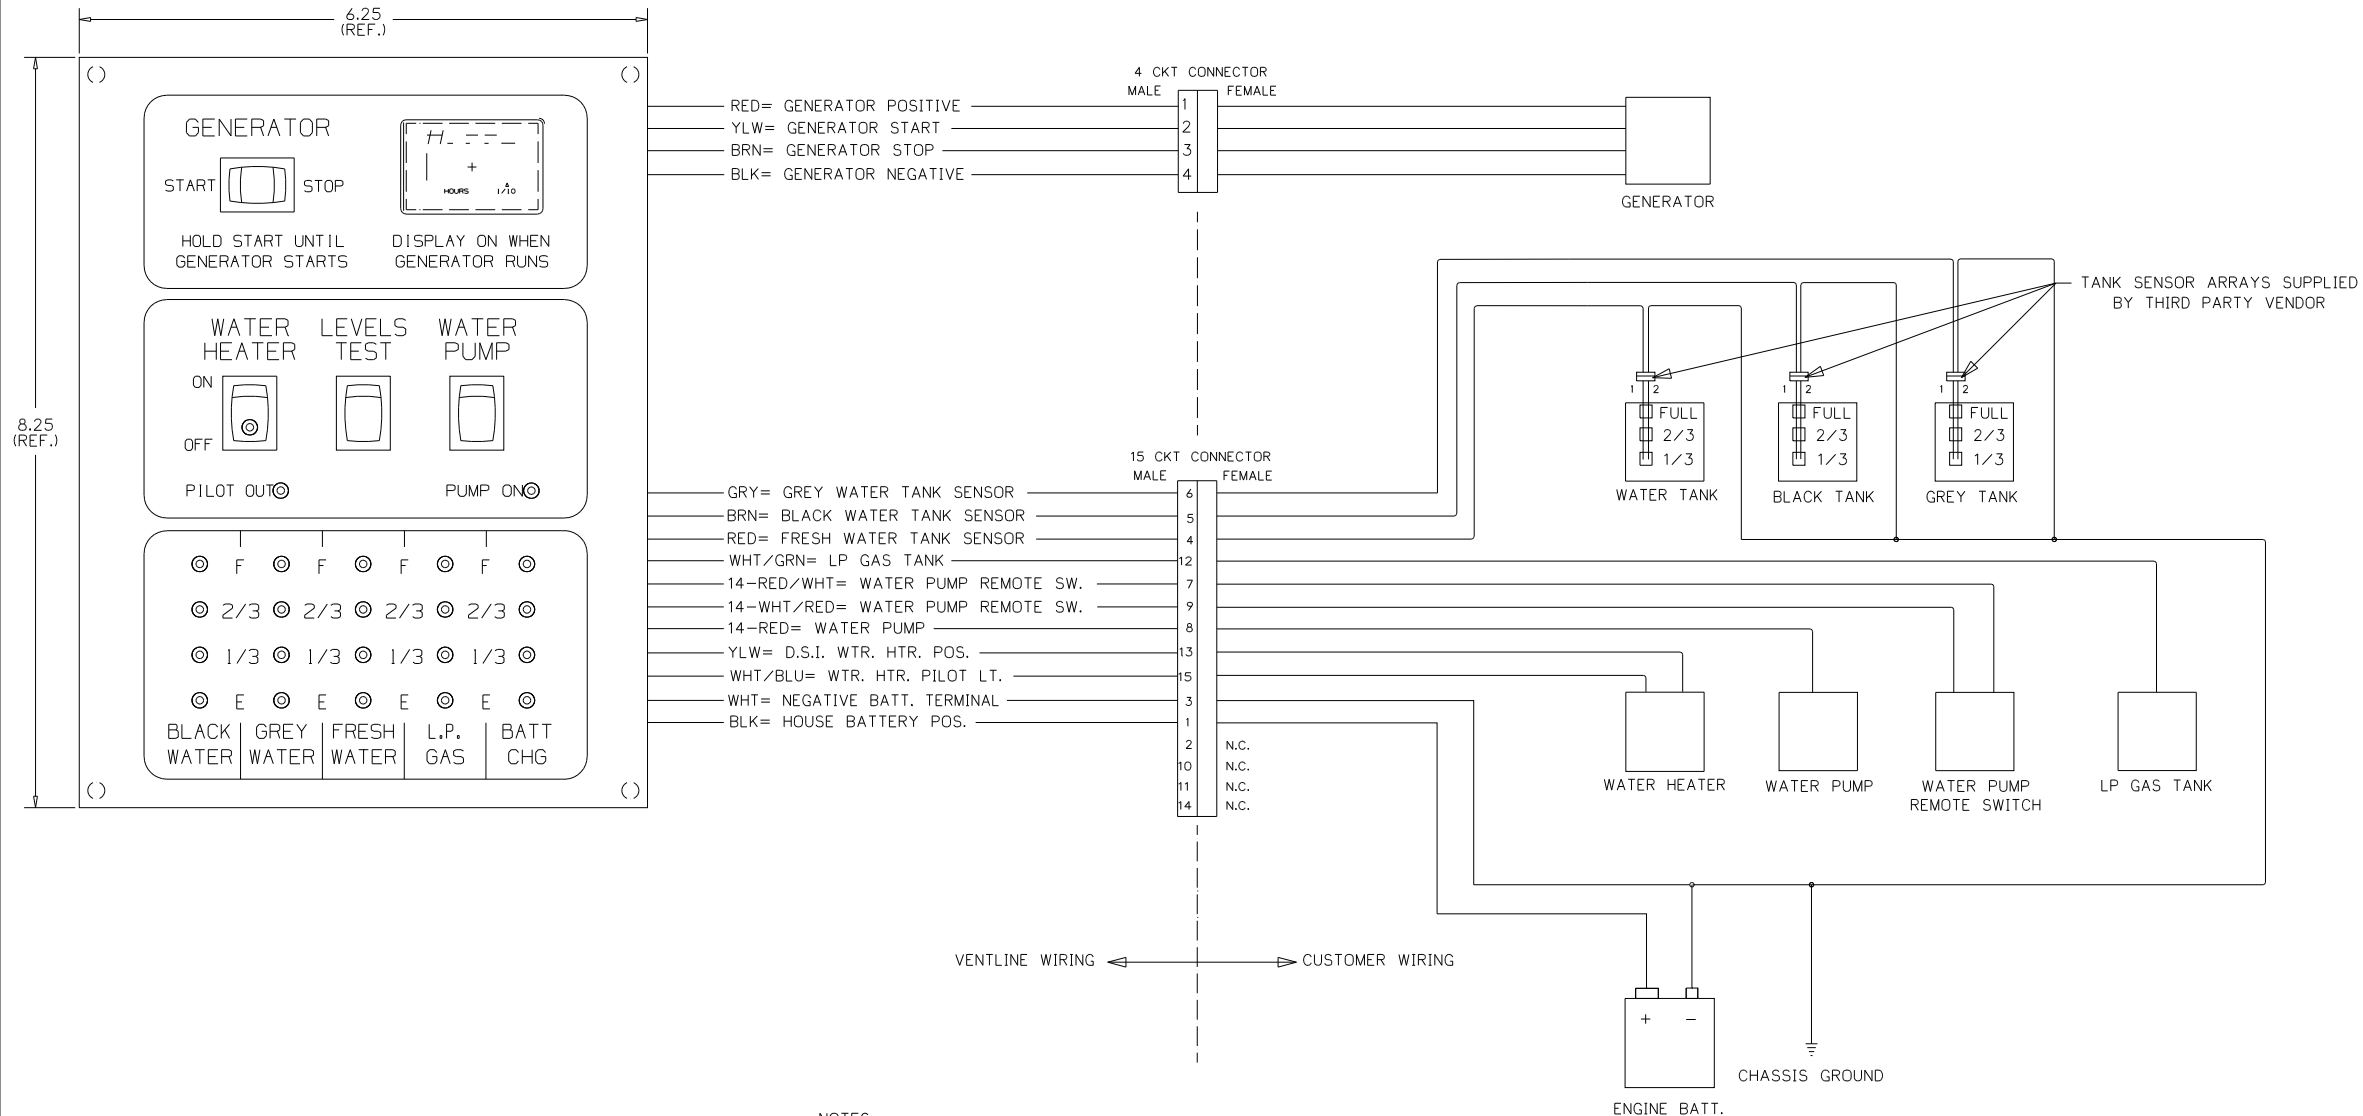 6.25
(REF.)
8.25
(REF.)
GENERATOR
START
STOP
HOLD START UNTIL
GENERATOR STARTS
H.
HOURS 1/10
DISPLAY ON WHEN
GENERATOR RUNS
WATER
HEATER
LEVELS
TEST
WATER
PUMP
ON
OFF
PILOT OUT
PUMP ON
F F F F
2/3 2/3 2/3 2/3
1/3 1/3 1/3 1/3
E E E E
BLACK
WATER
GREY
WATER
FRESH
WATER
L.P.
GAS
BATT
CHG
4 CKT CONNECTOR
MALE FEMALE
RED= GENERATOR POSITIVE 1
YLW= GENERATOR START 2
BRN= GENERATOR STOP 3
BLK= GENERATOR NEGATIVE 4
GENERATOR
15 CKT CONNECTOR
MALE FEMALE
GRY= GREY WATER TANK SENSOR 6
BRN= BLACK WATER TANK SENSOR 5
RED= FRESH WATER TANK SENSOR 4
WHT/GRN= LP GAS TANK 12
14-RED/WHT= WATER PUMP REMOTE SW. 7
14-WHT/RED= WATER PUMP REMOTE SW. 9
14-RED= WATER PUMP 8
YLW= D.S.I. WTR. HTR. POS. 13
WHT/BLU= WTR. HTR. PILOT LT. 15
WHT= NEGATIVE BATT. TERMINAL 3
BLK= HOUSE BATTERY POS. 1
2 N.C.
10 N.C.
11 N.C.
14 N.C.
TANK SENSOR ARRAYS SUPPLIED
BY THIRD PARTY VENDOR
1 2
FULL
2/3
1/3
WATER TANK
1 2
FULL
2/3
1/3
BLACK TANK
1 2
FULL
2/3
1/3
GREY TANK
WATER HEATER
WATER PUMP
WATER PUMP
REMOTE SWITCH
LP GAS TANK
VENTLINE WIRING
CUSTOMER WIRING
+ −
ENGINE BATT.
CHASSIS GROUND
NOTES